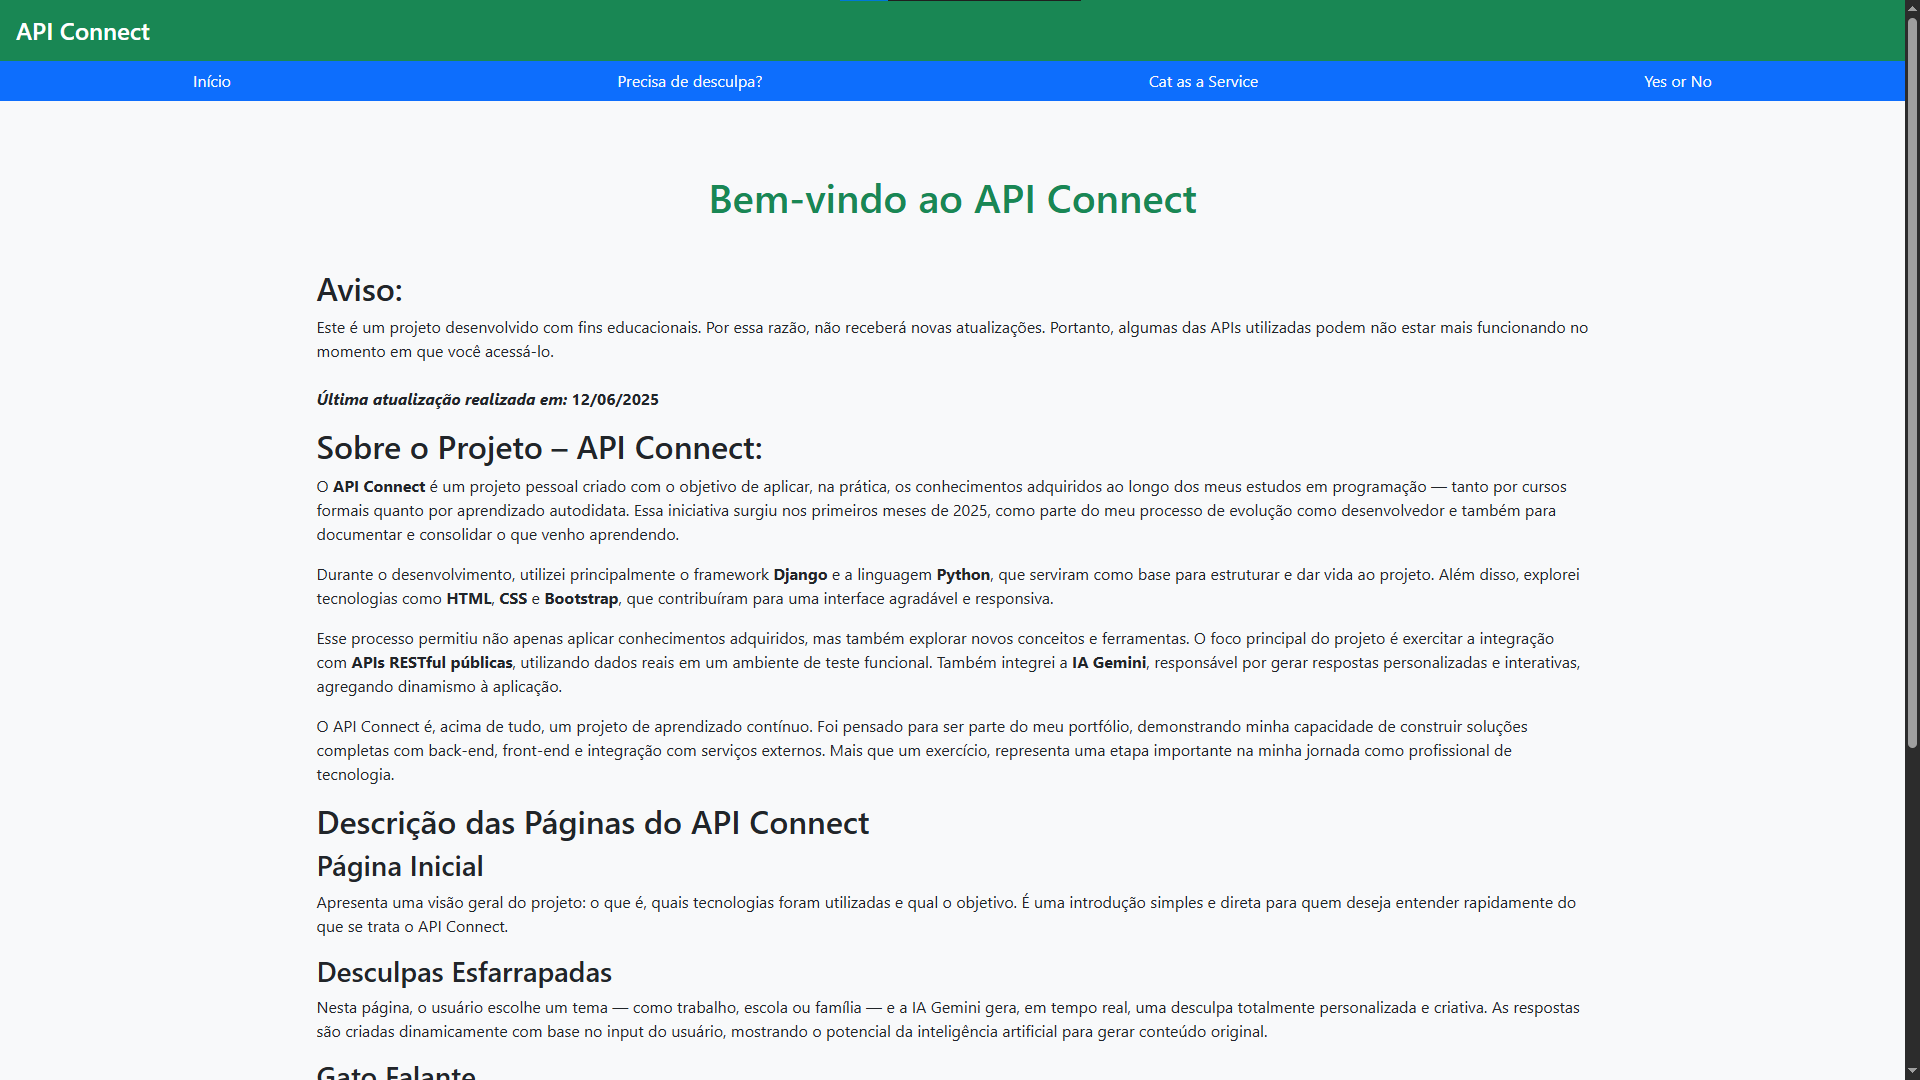 API Connect
Início
Precisa de desculpa?
Cat as a Service
Yes or No
Bem-vindo ao API Connect
Aviso:
Este é um projeto desenvolvido com fins educacionais. Por essa razão, não receberá novas atualizações. Portanto, algumas das APIs utilizadas podem não estar mais funcionando no
momento em que você acessá-lo.
Última atualização realizada em: 12/06/2025
Sobre o Projeto – API Connect:
O API Connect é um projeto pessoal criado com o objetivo de aplicar, na prática, os conhecimentos adquiridos ao longo dos meus estudos em programação — tanto por cursos
formais quanto por aprendizado autodidata. Essa iniciativa surgiu nos primeiros meses de 2025, como parte do meu processo de evolução como desenvolvedor e também para
documentar e consolidar o que venho aprendendo.
Durante o desenvolvimento, utilizei principalmente o framework Django e a linguagem Python, que serviram como base para estruturar e dar vida ao projeto. Além disso, explorei
tecnologias como HTML, CSS e Bootstrap, que contribuíram para uma interface agradável e responsiva.
Esse processo permitiu não apenas aplicar conhecimentos adquiridos, mas também explorar novos conceitos e ferramentas. O foco principal do projeto é exercitar a integração
com APIs RESTful públicas, utilizando dados reais em um ambiente de teste funcional. Também integrei a IA Gemini, responsável por gerar respostas personalizadas e interativas,
agregando dinamismo à aplicação.
O API Connect é, acima de tudo, um projeto de aprendizado contínuo. Foi pensado para ser parte do meu portfólio, demonstrando minha capacidade de construir soluções
completas com back-end, front-end e integração com serviços externos. Mais que um exercício, representa uma etapa importante na minha jornada como profissional de
tecnologia.
Descrição das Páginas do API Connect
Página Inicial
Apresenta uma visão geral do projeto: o que é, quais tecnologias foram utilizadas e qual o objetivo. É uma introdução simples e direta para quem deseja entender rapidamente do
que se trata o API Connect.
Desculpas Esfarrapadas
Nesta página, o usuário escolhe um tema — como trabalho, escola ou família — e a IA Gemini gera, em tempo real, uma desculpa totalmente personalizada e criativa. As respostas
são criadas dinamicamente com base no input do usuário, mostrando o potencial da inteligência artificial para gerar conteúdo original.
Gato Falante